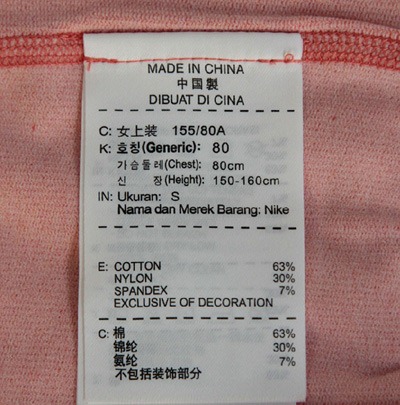 MADE IN CHINA
中国製
DIBUAT DI CINA
C: 女上装 155/80A
K: 호칭(Generic): 80
가슴둘레(Chest): 80cm
신 장(Height): 150-160cm
IN: Ukuran: S
Nama dan Merek Barang: Nike
E: COTTON 63%
NYLON 30%
SPANDEX 7%
EXCLUSIVE OF DECORATION
C: 棉 63%
锦纶 30%
氨纶 7%
不包括装饰部分